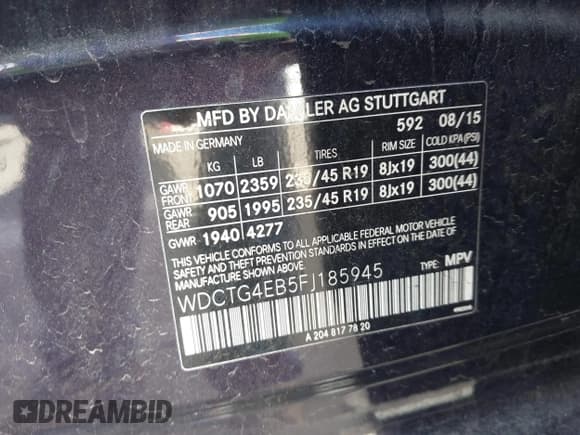 MFD BY DAIMLER AG STUTTGART
MADE IN GERMANY 592 08/15
KG LB TIRES RIM SIZE COLD KPA(PSI)
GAWR FRONT 1070 2359 235/45 R19 8Jx19 300(44)
GAWR REAR 905 1995 235/45 R19 8Jx19 300(44)
GVWR 1940 4277
THIS VEHICLE CONFORMS TO ALL APPLICABLE FEDERAL MOTOR VEHICLE
SAFETY BUMPER AND THEFT PREVENTION STANDARDS IN EFFECT ON THE DATE OF
MANUFACTURE SHOWN ABOVE.
WDCTG4EB5FJ185945 TYPE: MPV
A 204 817 78 20
DREAMBID